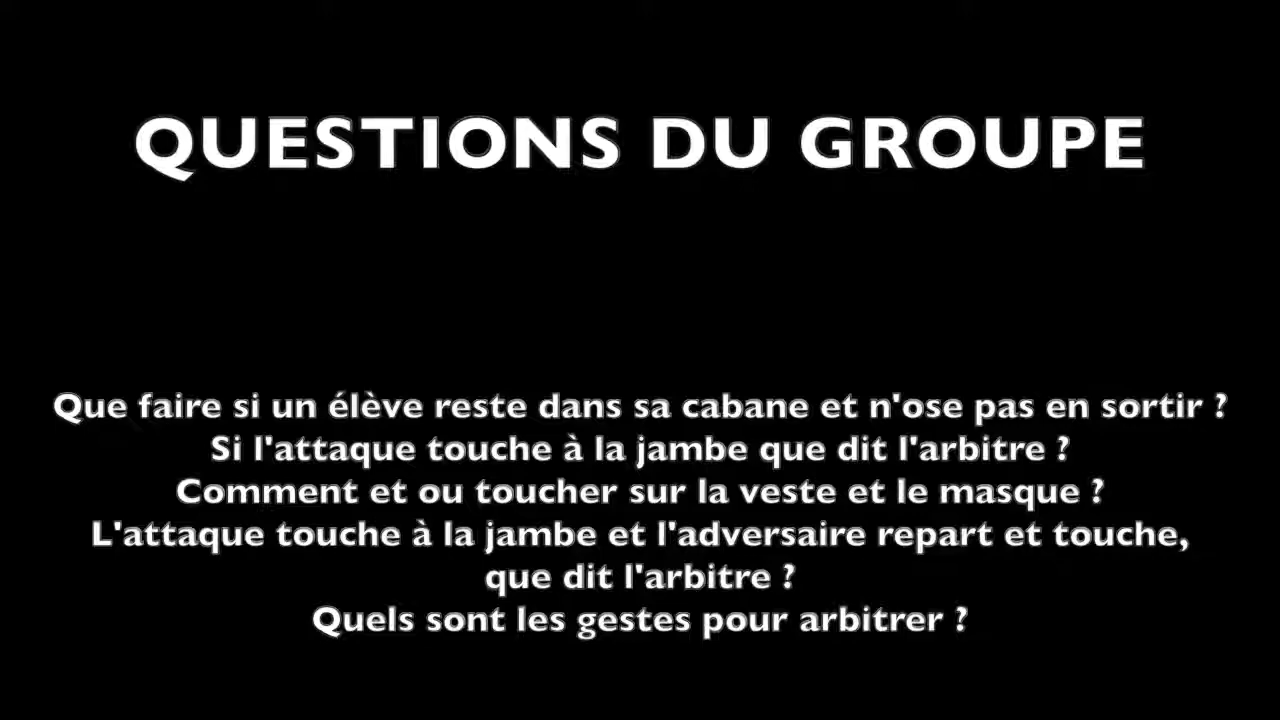 QUESTIONS DU GROUPE
Que faire si un élève reste dans sa cabane et n'ose pas en sortir ?
Si l'attaque touche à la jambe que dit l'arbitre ?
Comment et ou toucher sur la veste et le masque ?
L'attaque touche à la jambe et l'adversaire repart et touche,
que dit l'arbitre ?
Quels sont les gestes pour arbitrer ?